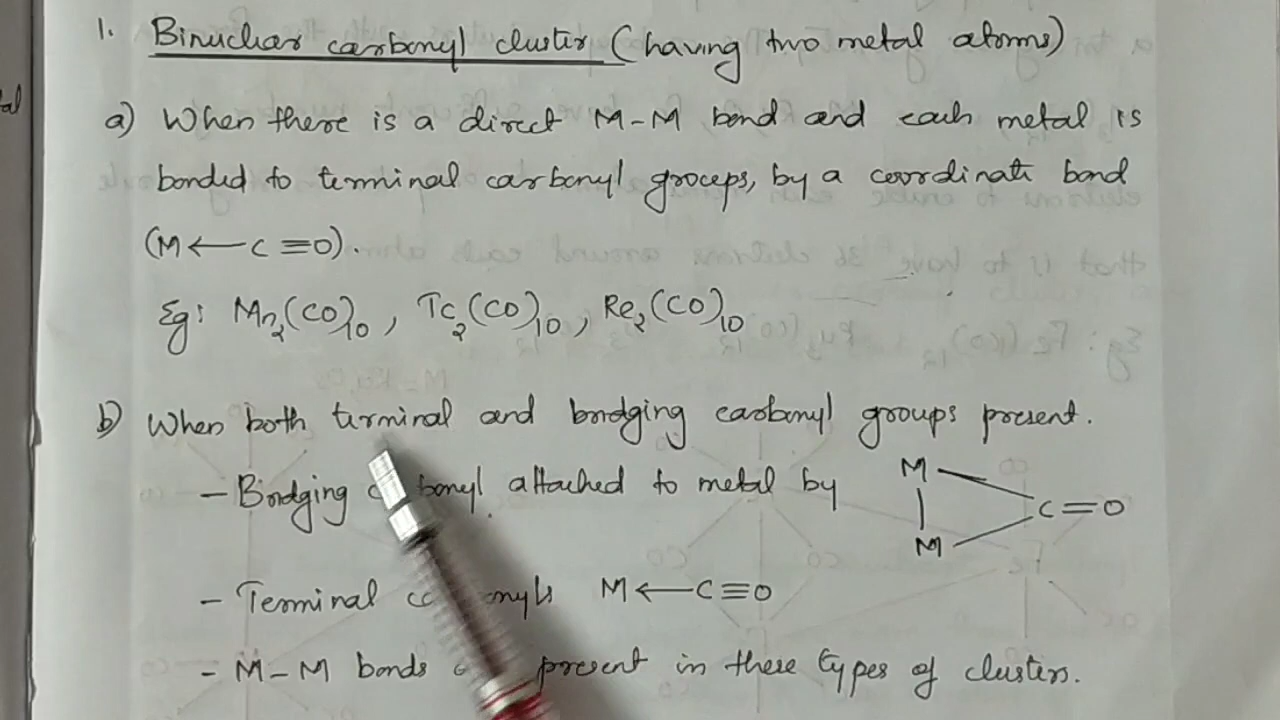 1. Binuclear carbonyl cluster (having two metal atoms)
a) When there is a direct M-M bond and each metal is
bonded to terminal carbonyl groups, by a coordinate bond
(M ← C ≡ O).
Eg: Mn₂(CO)₁₀, Tc₂(CO)₁₀, Re₂(CO)₁₀
b) When both terminal and bridging carbonyl groups present.
- Bridging bonyl attached to metal by
M
M
C = O
- Terminal M ← C ≡ O
- M-M bonds present in these types of clusters.